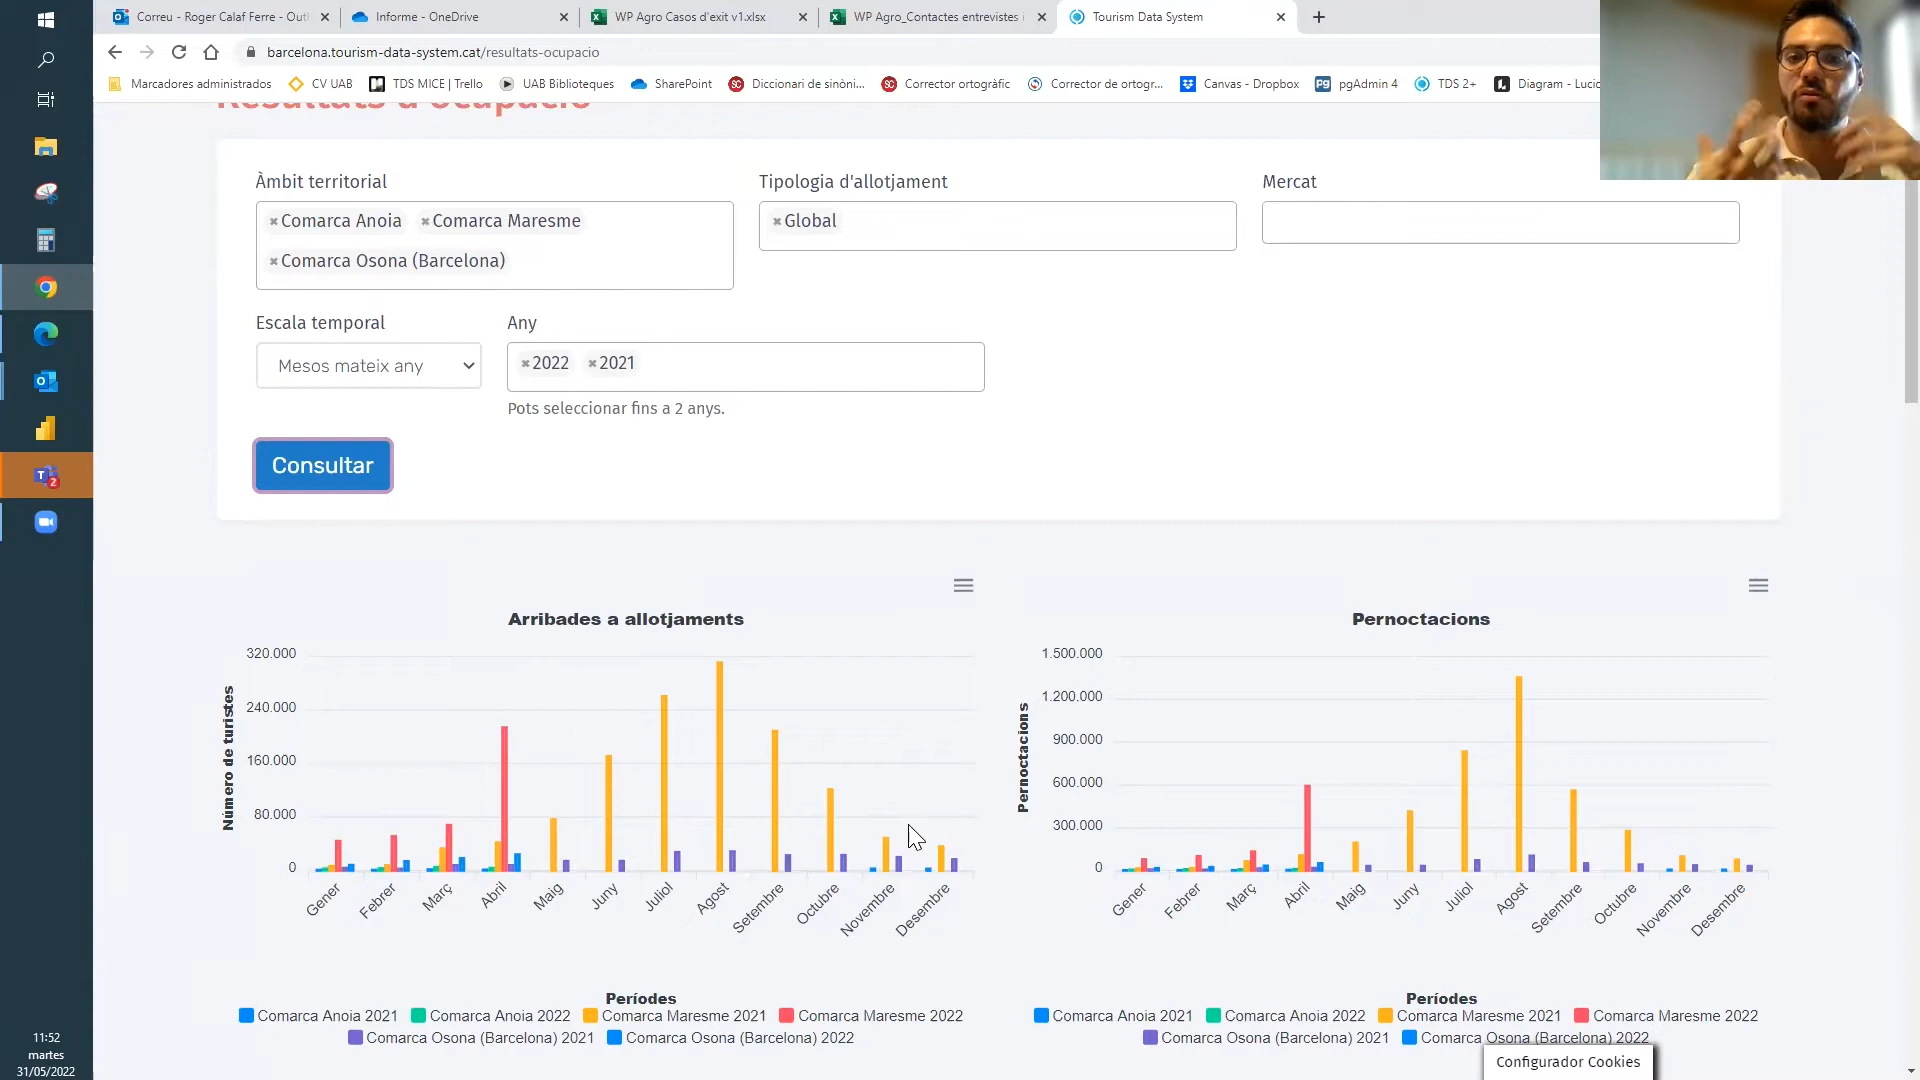 Correu - Roger Calaf Ferre - Out
Informe - OneDrive
WP Agro Casos d'exit v1.xlsx
WP Agro_Contactes entrevistes i
Tourism Data System
barcelona.tourism-data-system.cat/resultats-ocupacio
Marcadores administrados
CV UAB
TDS MICE | Trello
UAB Biblioteques
SharePoint
Diccionari de sinòni...
Corrector ortogràfic
Corrector de ortogr...
Canvas - Dropbox
pgAdmin 4
TDS 2+
Diagram - Lucid
Resultats d'ocupació
Àmbit territorial
Tipologia d'allotjament
Mercat
×Comarca Anoia ×Comarca Maresme
×Comarca Osona (Barcelona)
×Global
Escala temporal
Any
Mesos mateix any
×2022 ×2021
Pots seleccionar fins a 2 anys.
Consultar
Arribades a allotjaments
Número de turistes
320.000
240.000
160.000
80.000
0
Gener
Febrer
Març
Abril
Maig
Juny
Juliol
Agost
Setembre
Octubre
Novembre
Desembre
Períodes
Comarca Anoia 2021 Comarca Anoia 2022 Comarca Maresme 2021 Comarca Maresme 2022
Comarca Osona (Barcelona) 2021 Comarca Osona (Barcelona) 2022
Pernoctacions
Pernoctacions
1.500.000
1.200.000
900.000
600.000
300.000
0
Gener
Febrer
Març
Abril
Maig
Juny
Juliol
Agost
Setembre
Octubre
Novembre
Desembre
Períodes
Comarca Anoia 2021 Comarca Anoia 2022 Comarca Maresme 2021 Comarca Maresme 2022
Comarca Osona (Barcelona) 2021 Comarca Osona (Barcelona) 2022
Configurador Cookies
11:52
martes
31/05/2022